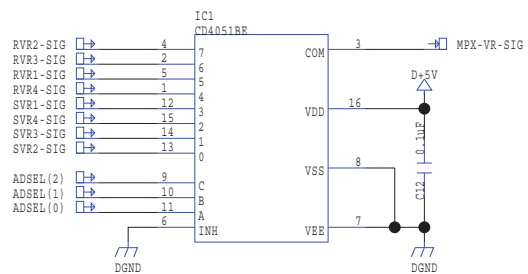 IC1
CD4051BE
RVR2-SIG 4 7
RVR3-SIG 2 6
RVR1-SIG 5 5
RVR4-SIG 1 4
SVR1-SIG 12 3
SVR4-SIG 15 2
SVR3-SIG 14 1
SVR2-SIG 13 0
ADSEL(2) 9 C
ADSEL(1) 10 B
ADSEL(0) 11 A
6 INH
DGND
COM 3 MPX-VR-SIG
D+5V
VDD 16
0.1uF
C12
VSS 8
VEE 7
DGND